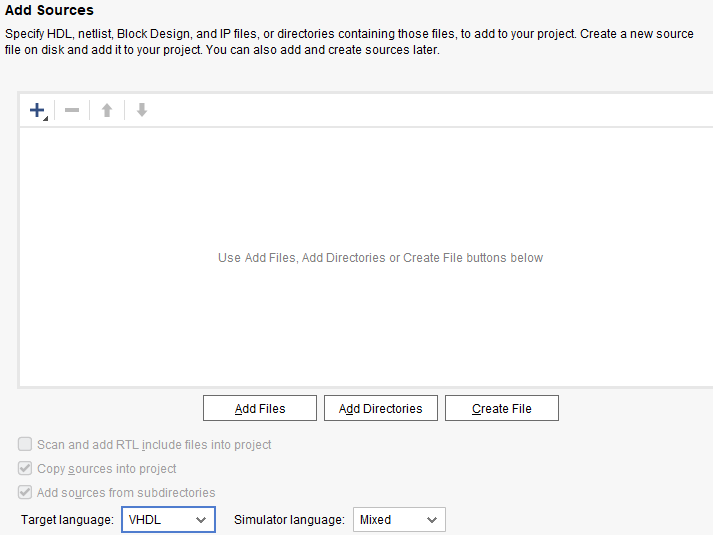 Add Sources
Specify HDL, netlist, Block Design, and IP files, or directories containing those files, to add to your project. Create a new source
file on disk and add it to your project. You can also add and create sources later.
Use Add Files, Add Directories or Create File buttons below
Add Files Add Directories Create File
Scan and add RTL include files into project
Copy sources into project
Add sources from subdirectories
Target language: VHDL Simulator language: Mixed